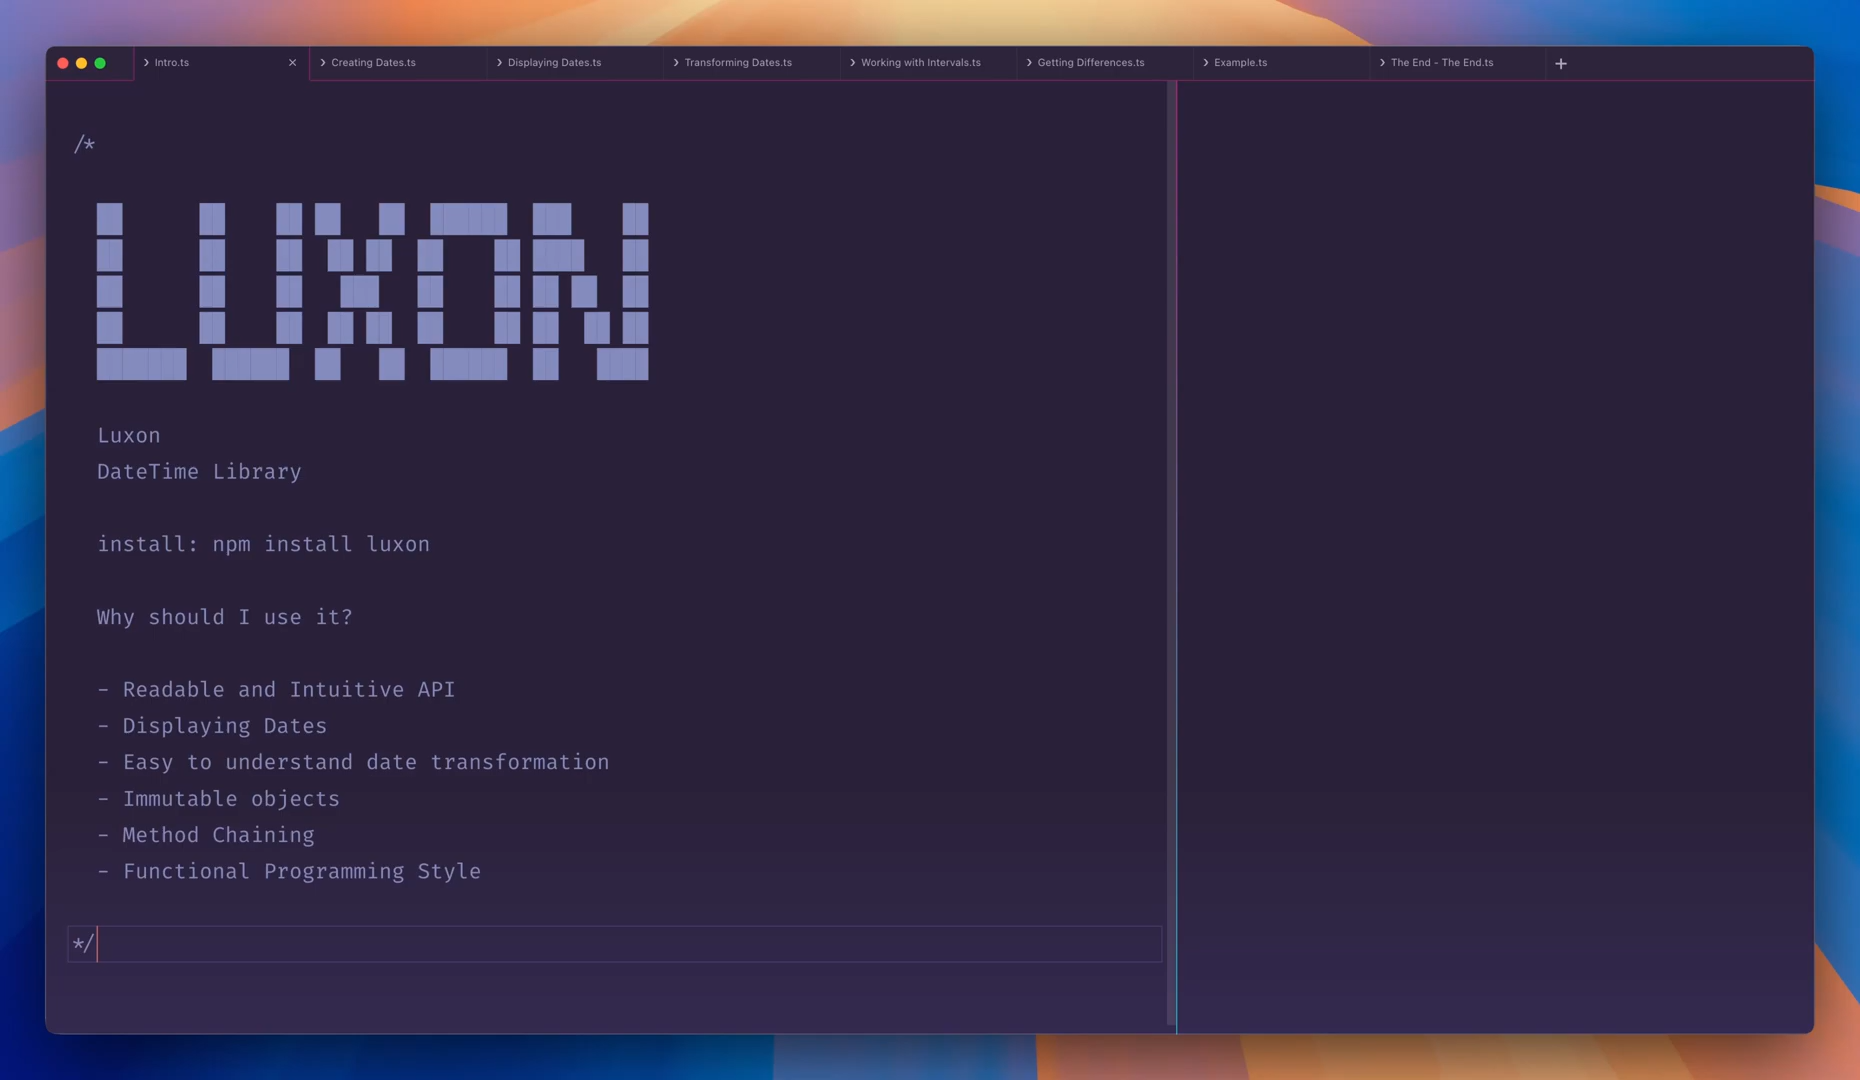 Intro.ts
Creating Dates.ts
Displaying Dates.ts
Transforming Dates.ts
Working with Intervals.ts
Getting Differences.ts
Example.ts
The End - The End.ts
/*
LUXON
Luxon
DateTime Library
install: npm install luxon
Why should I use it?
- Readable and Intuitive API
- Displaying Dates
- Easy to understand date transformation
- Immutable objects
- Method Chaining
- Functional Programming Style
*/